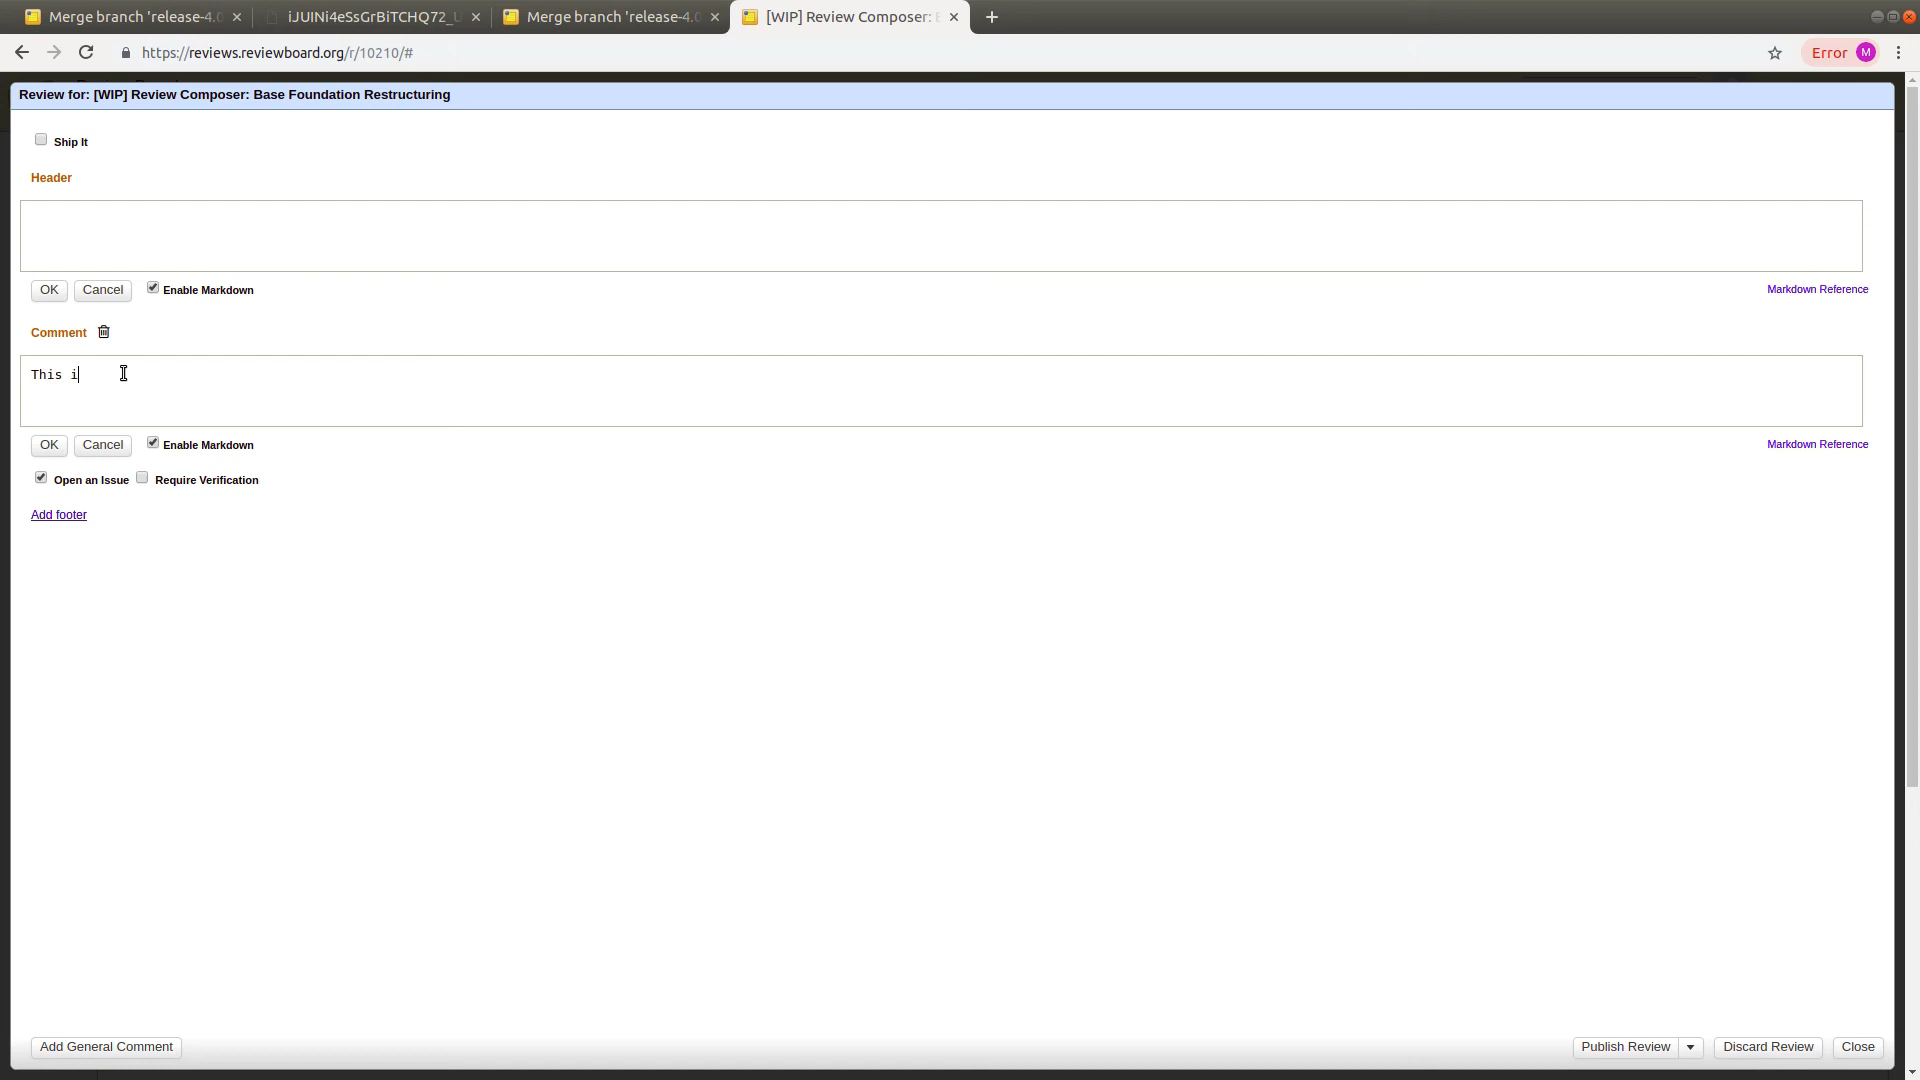 Merge branch 'release-4.0
iJUINi4eSsGrBiTCHQ72_U
Merge branch 'release-4.0
[WIP] Review Composer: B
https://reviews.reviewboard.org/r/10210/#
Error M
Review for: [WIP] Review Composer: Base Foundation Restructuring
Ship It
Header
OK Cancel Enable Markdown Markdown Reference
Comment
This i
OK Cancel Enable Markdown Markdown Reference
Open an Issue Require Verification
Add footer
Add General Comment Publish Review Discard Review Close